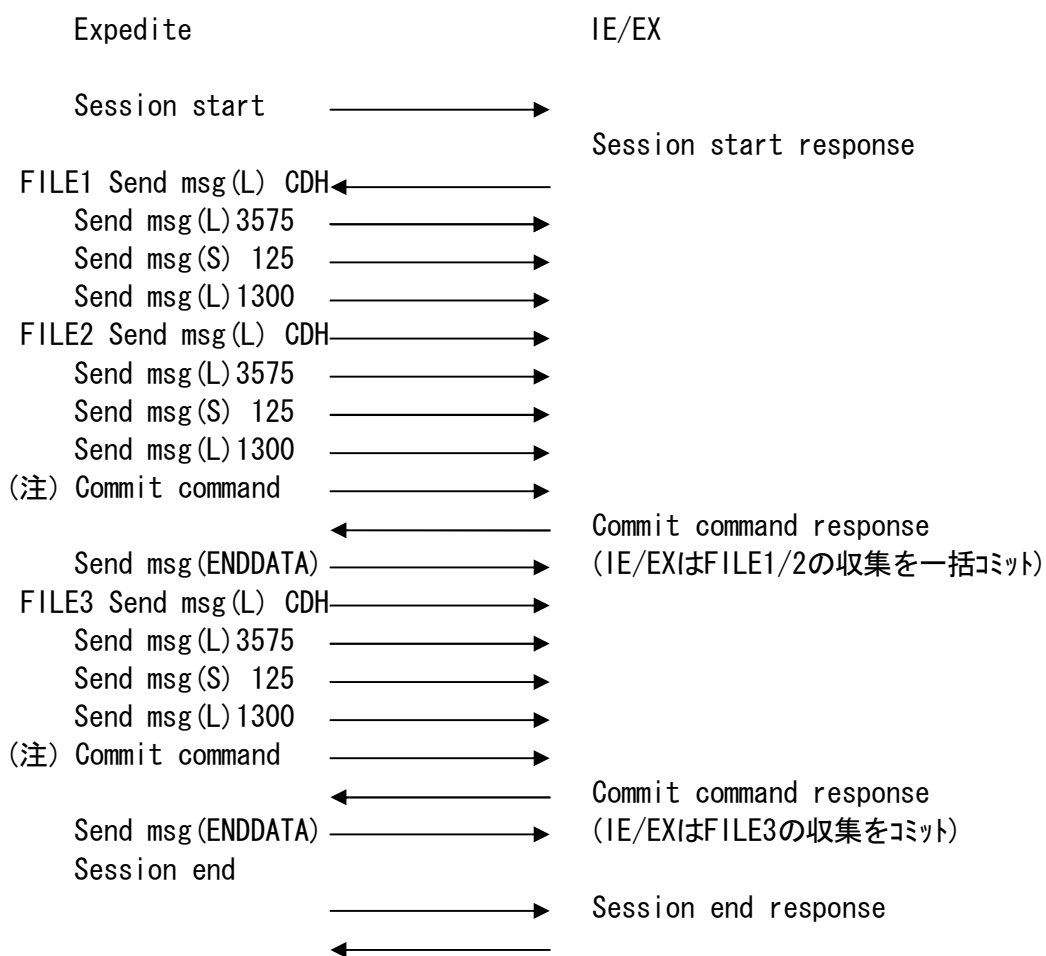 Expedite IE/EX
Session start
Session start response
FILE1 Send msg(L) CDH
Send msg(L)3575
Send msg(S) 125
Send msg(L)1300
FILE2 Send msg(L) CDH
Send msg(L)3575
Send msg(S) 125
Send msg(L)1300
(注) Commit command
Commit command response
Send msg(ENDDATA) (IE/EXはFILE1/2の収集を一括ｺﾐｯﾄ)
FILE3 Send msg(L) CDH
Send msg(L)3575
Send msg(S) 125
Send msg(L)1300
(注) Commit command
Commit command response
Send msg(ENDDATA) (IE/EXはFILE3の収集をｺﾐｯﾄ)
Session end
Session end response